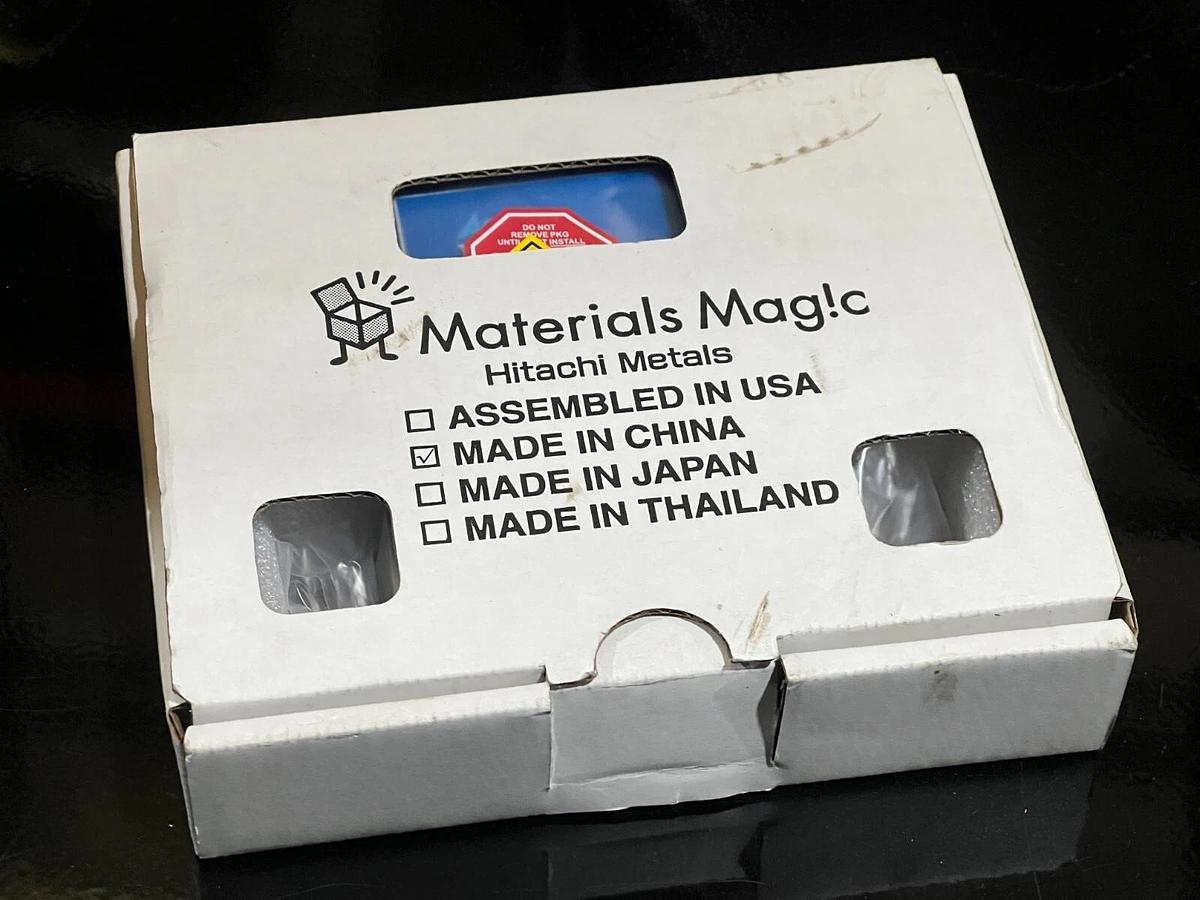 DO NOT
REMOVE PKG
INSTALL
Materials Mag!c
Hitachi Metals
☐ ASSEMBLED IN USA
☑ MADE IN CHINA
☐ MADE IN JAPAN
☐ MADE IN THAILAND